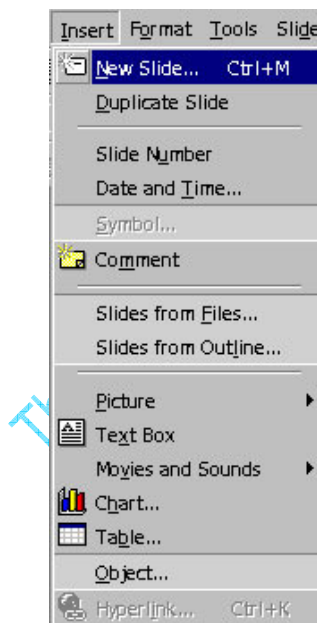 Insert Format Tools Slide
New Slide... Ctrl+M
Duplicate Slide
Slide Number
Date and Time...
Symbol...
Comment
Slides from Files...
Slides from Outline...
Picture
Text Box
Movies and Sounds
Chart...
Table...
Object...
Hyperlink... Ctrl+K